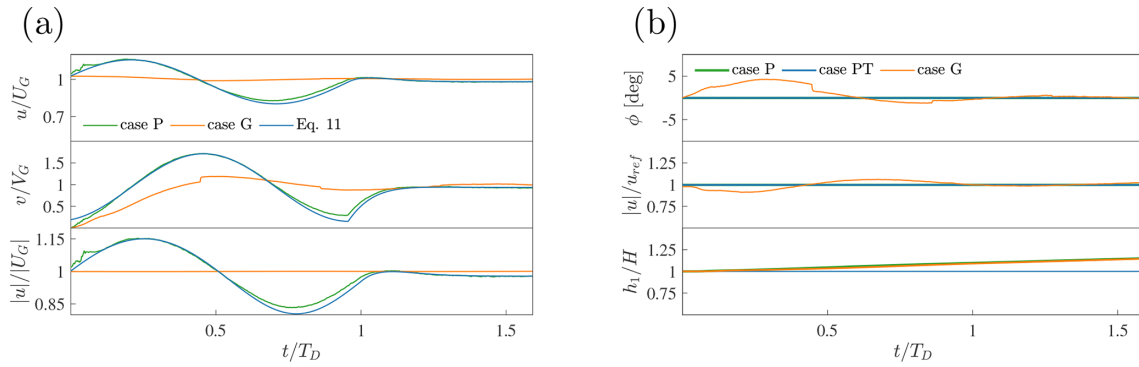 (a)
u/U_G
1
0.7
case P case G Eq. 11
v/V_G
1.5
1
0.5
|u|/|U_G|
1.15
1
0.85
0.5 1 1.5
t/T_D
(b)
case P case PT case G
ϕ [deg]
5
-5
|u|/u_ref
1.25
1
0.75
h_1/H
1.25
1
0.75
0.5 1 1.5
t/T_D